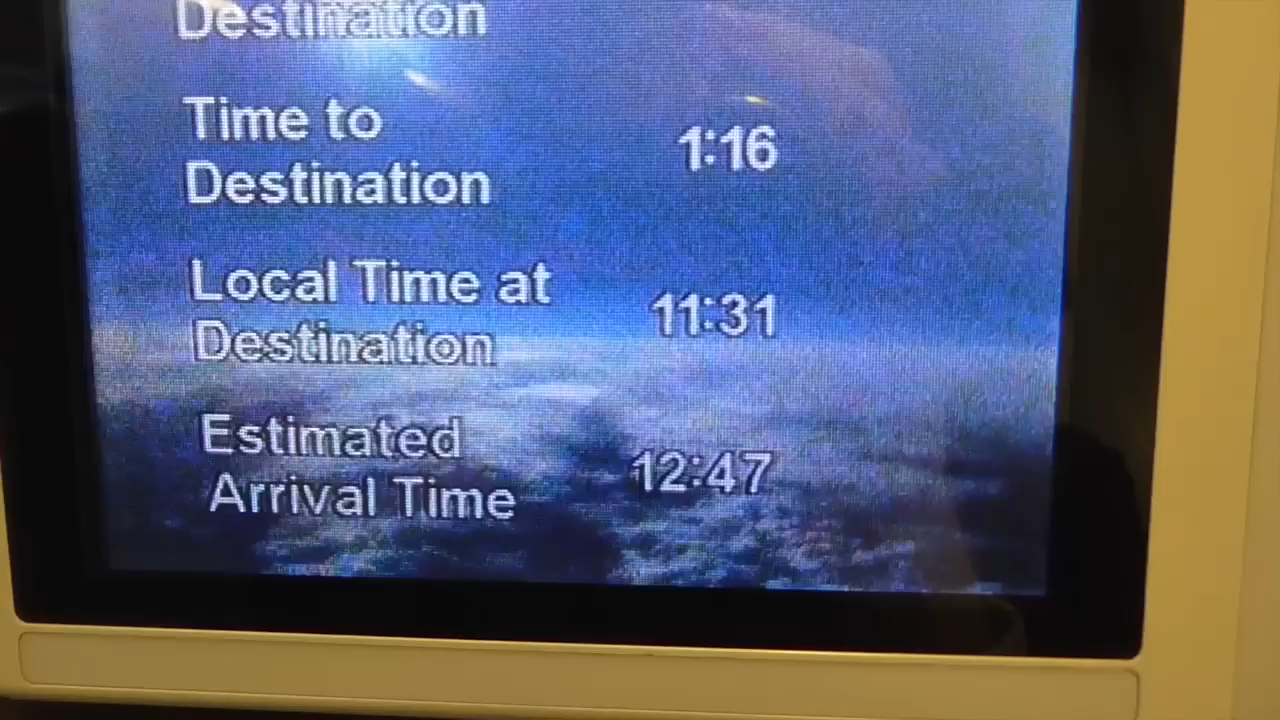 Destination
Time to
Destination
1:16
Local Time at
Destination
11:31
Estimated
Arrival Time
12:47